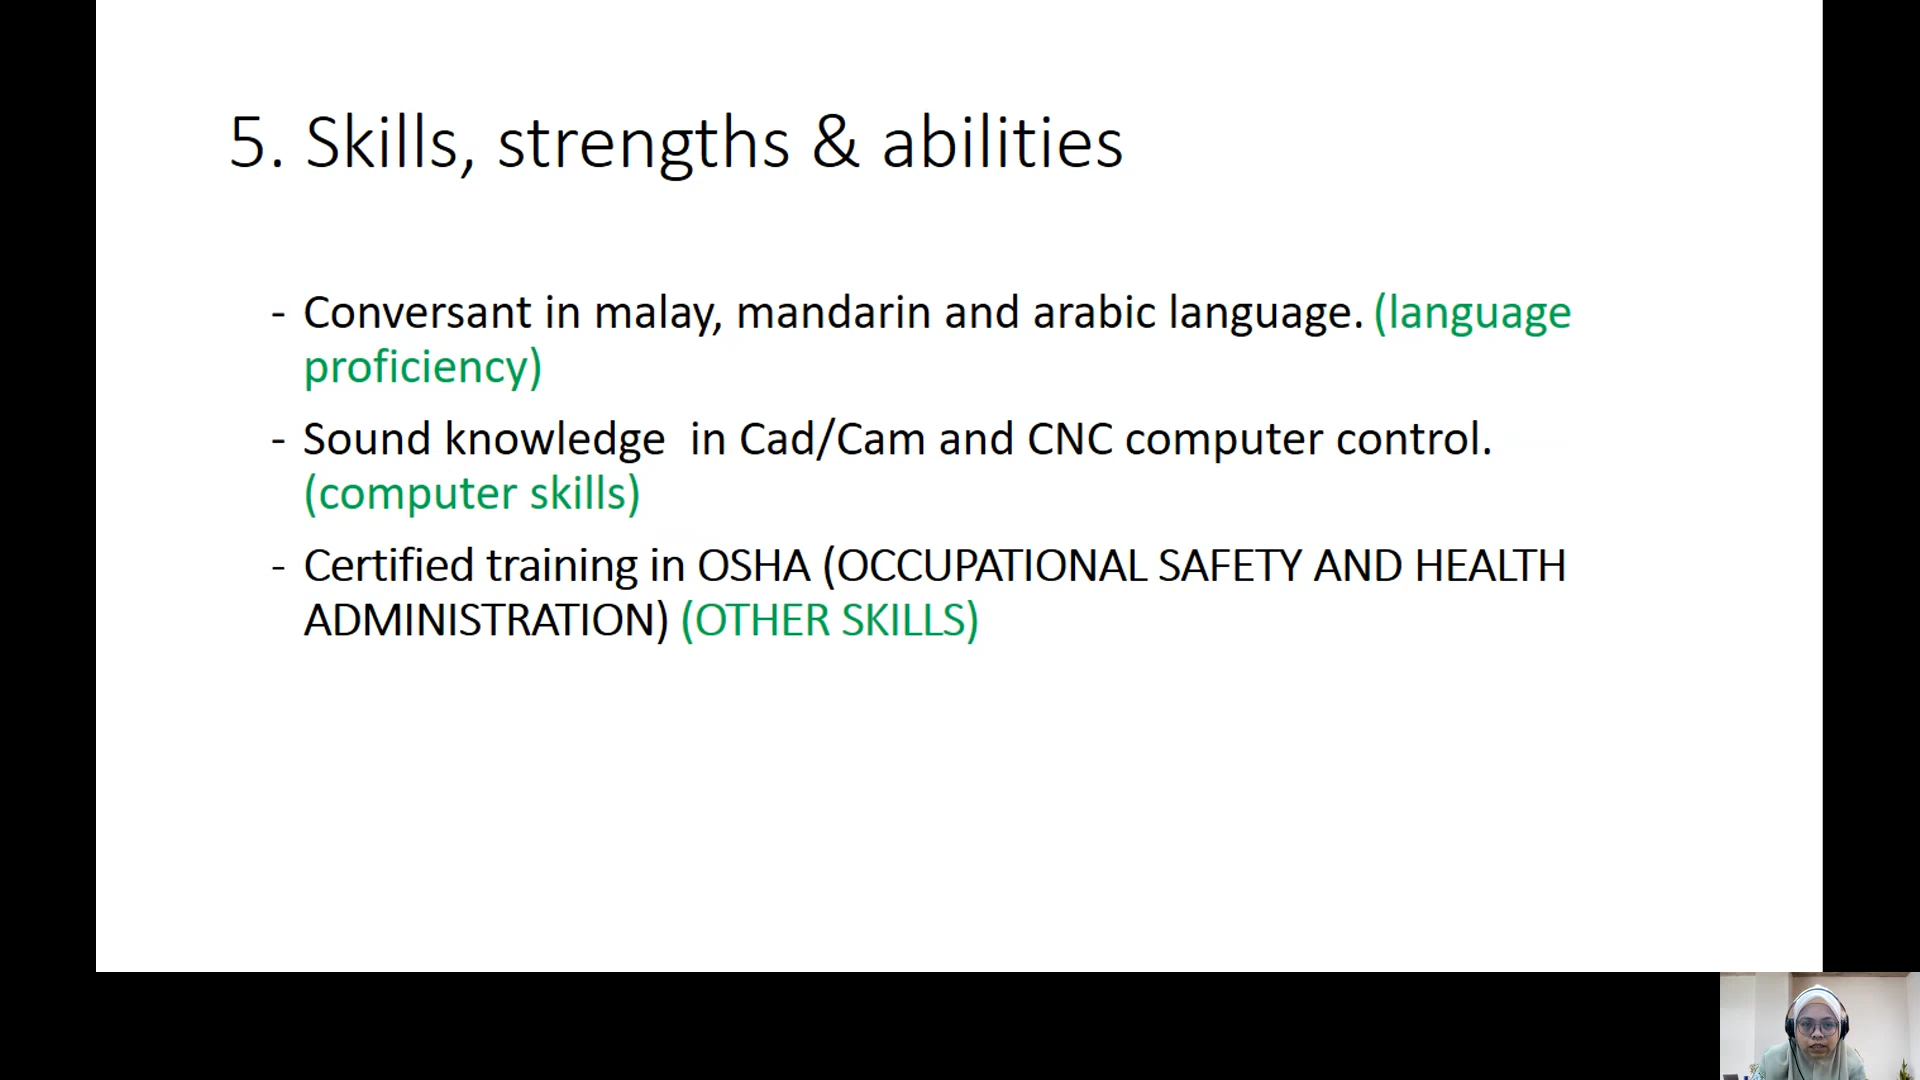 5. Skills, strengths & abilities
- Conversant in malay, mandarin and arabic language. (language
proficiency)
- Sound knowledge in Cad/Cam and CNC computer control.
(computer skills)
- Certified training in OSHA (OCCUPATIONAL SAFETY AND HEALTH
ADMINISTRATION) (OTHER SKILLS)